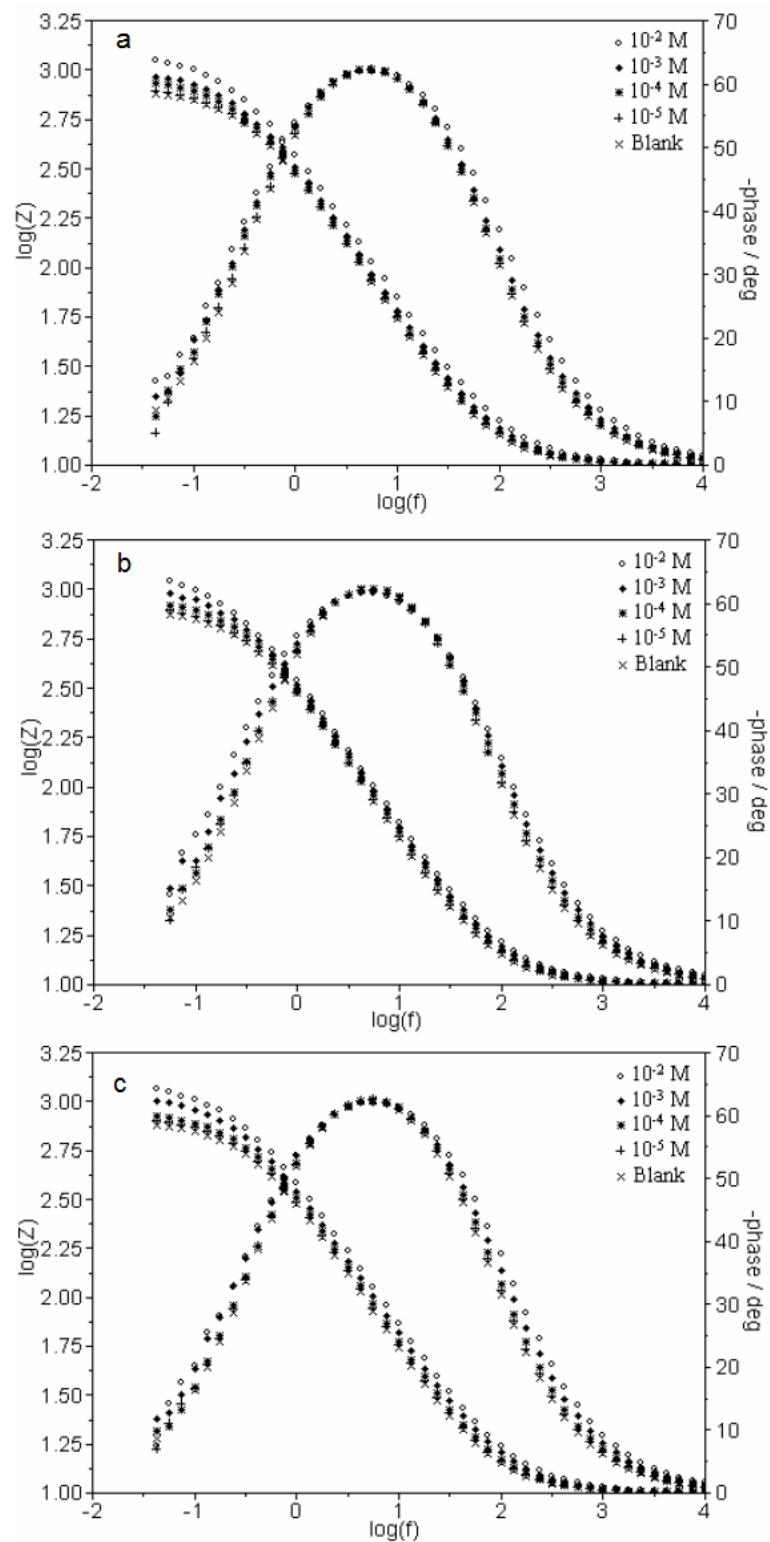 a
3.25
3.00
2.75
2.50
2.25
2.00
1.75
1.50
1.25
1.00
log(Z)
-2
-1
0
1
2
3
4
log(f)
70
60
50
40
30
20
10
0
-phase / deg
10⁻² M
10⁻³ M
10⁻⁴ M
10⁻⁵ M
Blank
b
3.25
3.00
2.75
2.50
2.25
2.00
1.75
1.50
1.25
1.00
log(Z)
-2
-1
0
1
2
3
4
log(f)
70
60
50
40
30
20
10
0
-phase / deg
10⁻² M
10⁻³ M
10⁻⁴ M
10⁻⁵ M
Blank
c
3.25
3.00
2.75
2.50
2.25
2.00
1.75
1.50
1.25
1.00
log(Z)
-2
-1
0
1
2
3
4
log(f)
70
60
50
40
30
20
10
0
-phase / deg
10⁻² M
10⁻³ M
10⁻⁴ M
10⁻⁵ M
Blank